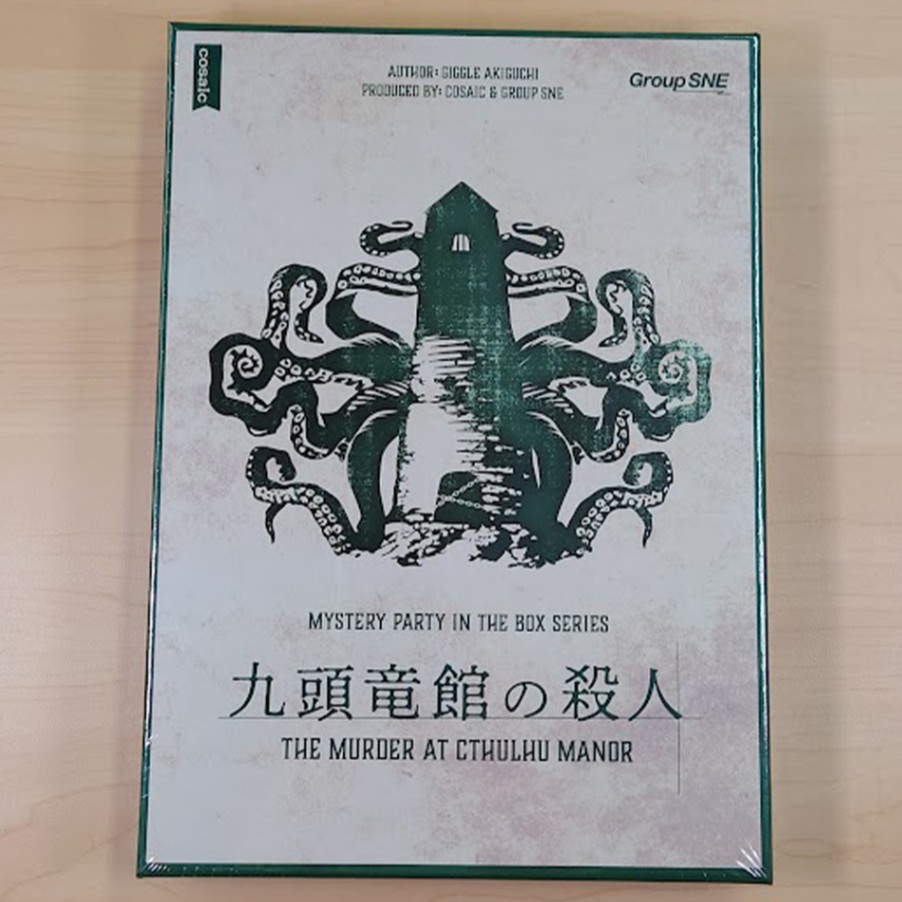 cosaic
AUTHOR: GIGGLE AKIGUCHI
PRODUCED BY: COSAIC & GROUP SNE
Group SNE
MYSTERY PARTY IN THE BOX SERIES
九頭竜館の殺人
THE MURDER AT CTHULHU MANOR